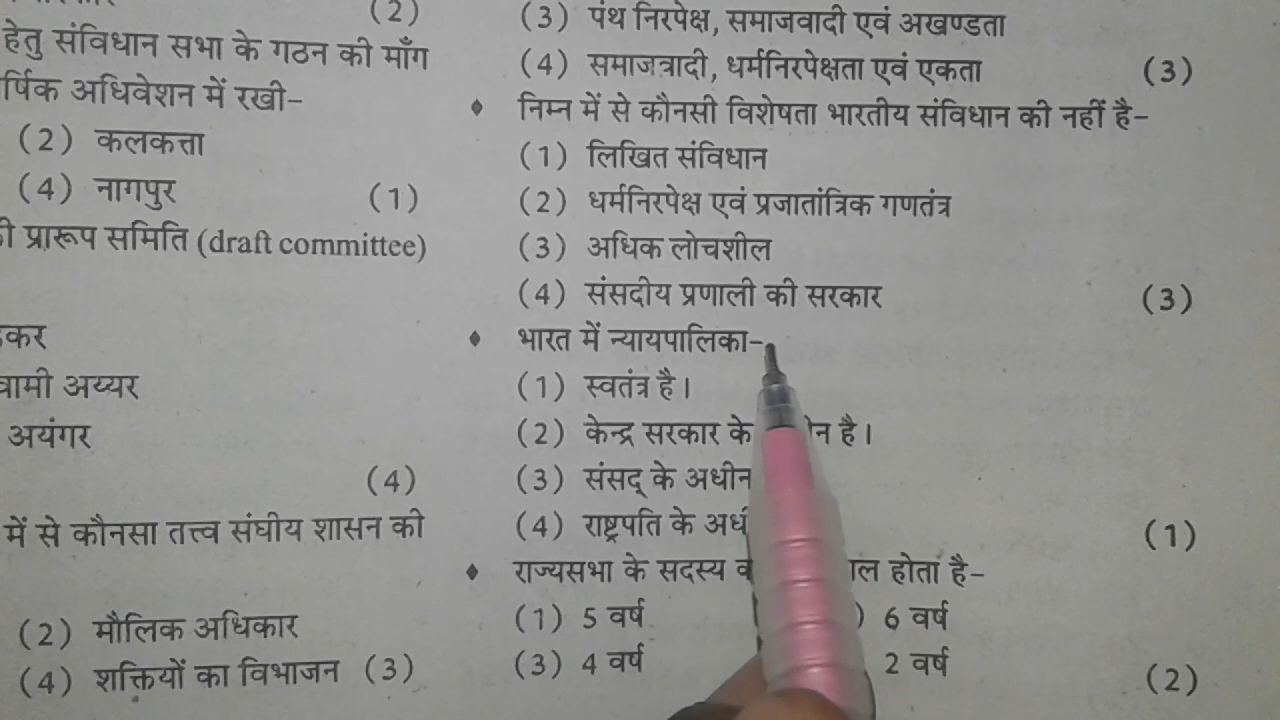 (2)
हेतु संविधान सभा के गठन की माँग
र्षिक अधिवेशन में रखी-
(2) कलकत्ता
(4) नागपुर (1)
प्रारूप समिति (draft committee)
कर
वामी अय्यर
अयंगर
(4)
में से कौनसा तत्त्व संघीय शासन की
(2) मौलिक अधिकार
(4) शक्तियों का विभाजन (3)
(3) पंथ निरपेक्ष, समाजवादी एवं अखण्डता
(4) समाजवादी, धर्मनिरपेक्षता एवं एकता (3)
♦ निम्न में से कौनसी विशेषता भारतीय संविधान की नहीं है-
(1) लिखित संविधान
(2) धर्मनिरपेक्ष एवं प्रजातांत्रिक गणतंत्र
(3) अधिक लोचशील
(4) संसदीय प्रणाली की सरकार (3)
♦ भारत में न्यायपालिका-
(1) स्वतंत्र है।
(2) केन्द्र सरकार के है।
(3) संसद् के अधीन
(4) राष्ट्रपति के (1)
♦ राज्यसभा के सदस्य होता है-
(1) 5 वर्ष 6 वर्ष
(3) 4 वर्ष 2 वर्ष (2)